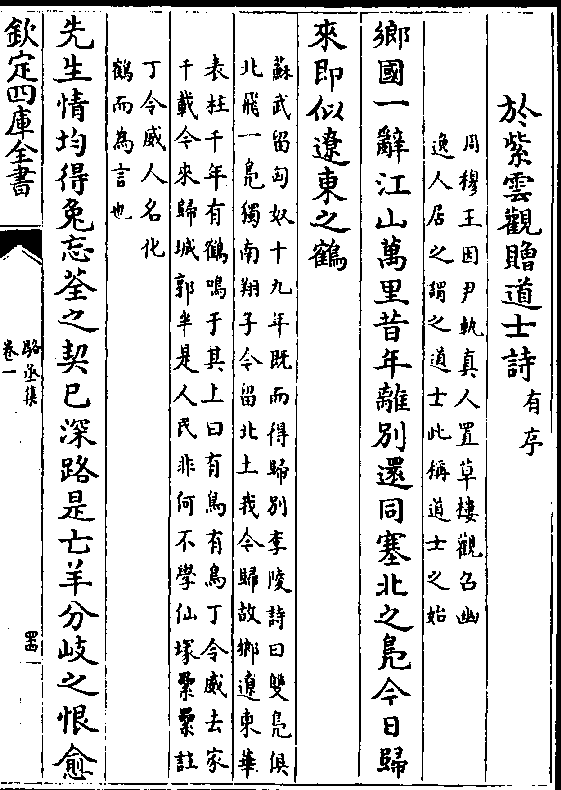 於紫雲觀贈道士詩有序
周穆王因尹軌真人置草樓觀召幽
逸人居之謂之道士此稱道士之始
鄉國一辭江山萬里昔年離別還同塞北之鳧今日歸
來即似遼東之鶴
蘇武留匈奴十九年既而得歸別李陵詩曰雙鳧俱
北飛一鳧獨南翔子今留北土我今歸故鄉遼東華
表柱千年有鶴鳴于其上曰有鳥有鳥丁令威去家
千載今來歸城郭半是人民非何不學仙塚纍纍註
丁令威人名化
鶴而為言也
先生情均得兔忘荃之契已深路是亡羊分岐之恨愈
欽定四庫全書
駱丞集
卷一